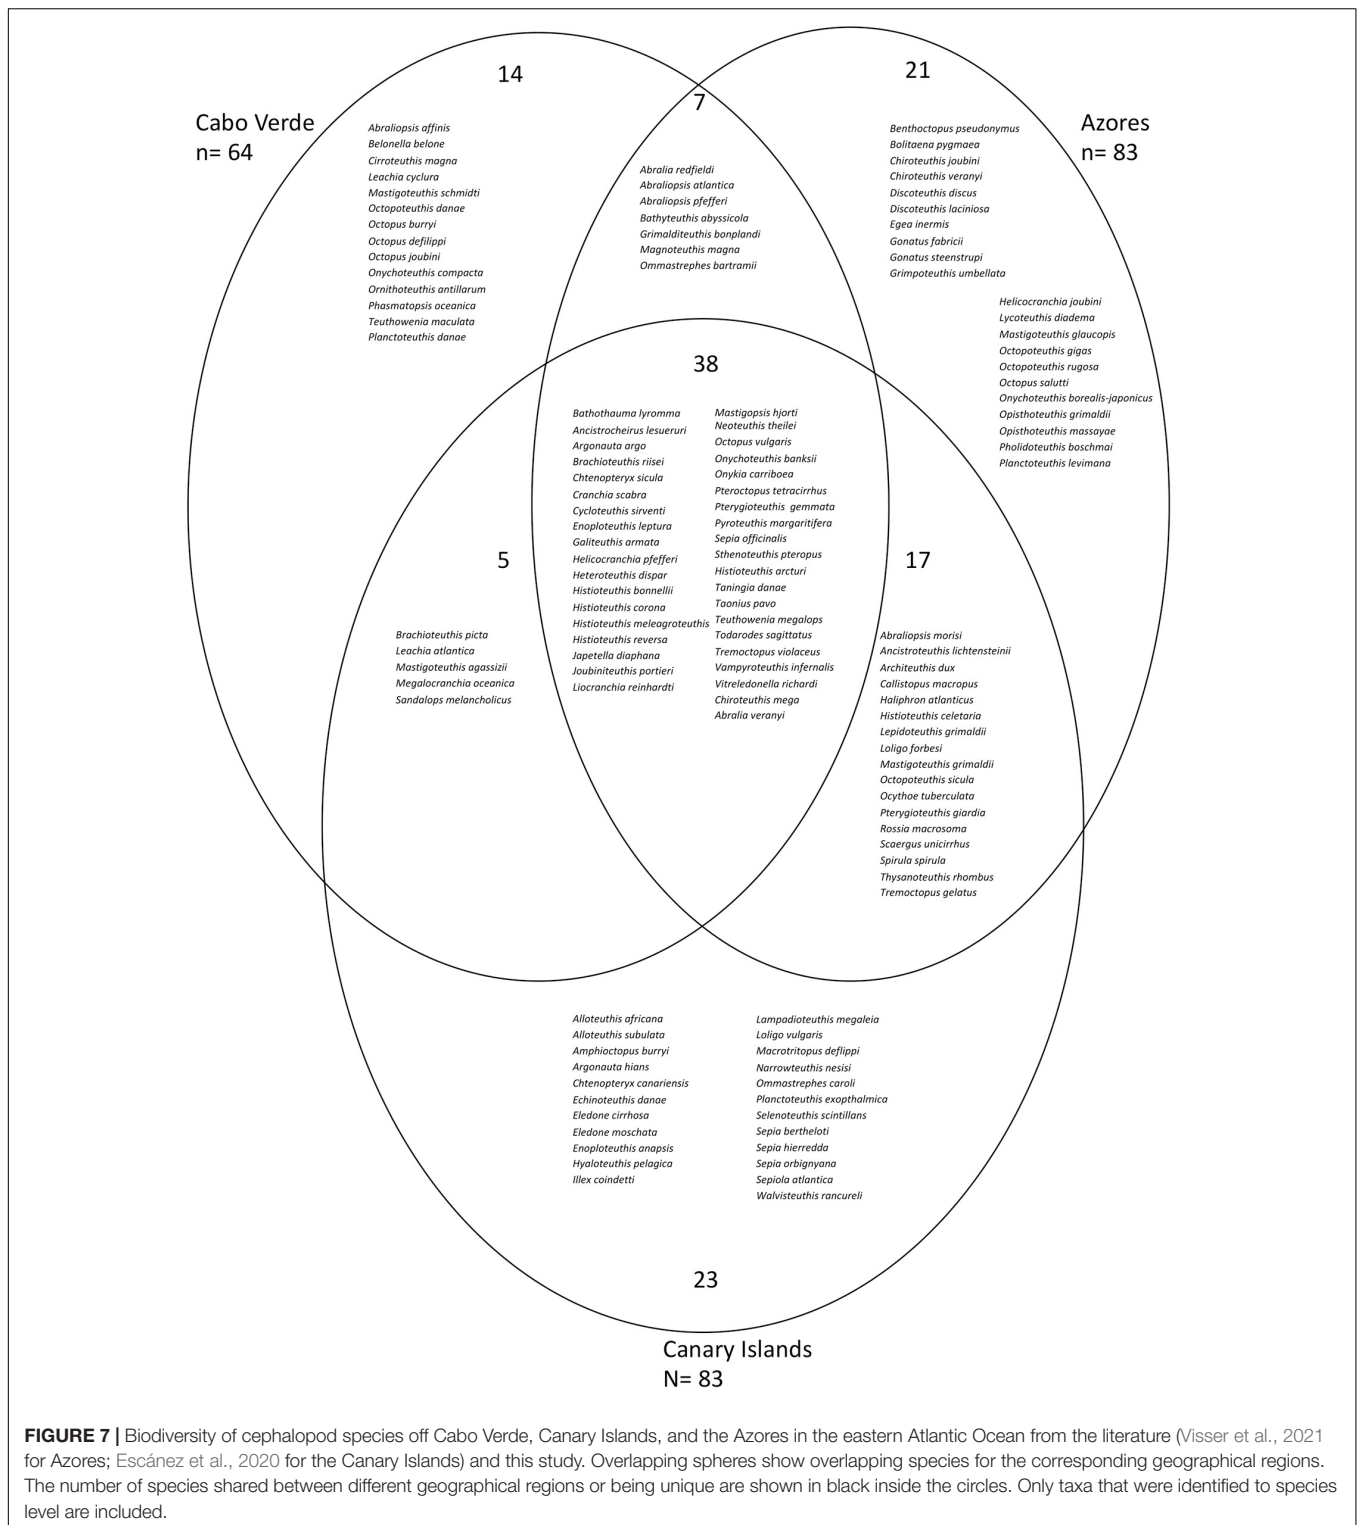 14
21
7
Cabo Verde
n= 64
Azores
n= 83
Abraliopsis affinis
Belonella belone
Cirroteuthis magna
Leachia cyclura
Mastigoteuthis schmidti
Octopoteuthis danae
Octopus burryi
Octopus defilippi
Octopus joubini
Onychoteuthis compacta
Ornithoteuthis antillarum
Phasmatopsis oceanica
Teuthowenia maculata
Planctoteuthis danae
Abralia redfieldi
Abraliopsis atlantica
Abraliopsis pfefferi
Bathyteuthis abyssicola
Grimalditeuthis bonplandi
Magnoteuthis magna
Ommastrephes bartramii
Benthoctopus pseudonymus
Bolitaena pygmaea
Chiroteuthis joubini
Chiroteuthis veranyi
Discoteuthis discus
Discoteuthis laciniosa
Egea inermis
Gonatus fabricii
Gonatus steenstrupi
Grimpoteuthis umbellata
Helicocranchia joubini
Lycoteuthis diadema
Mastigoteuthis glaucopis
Octopoteuthis gigas
Octopoteuthis rugosa
Octopus salutti
Onychoteuthis borealis-japonicus
Opisthoteuthis grimaldii
Opisthoteuthis massayae
Pholidoteuthis boschmai
Planctoteuthis levimana
38
Bathothauma lyromma
Ancistrocheirus lesueruri
Argonauta argo
Brachioteuthis riisei
Chtenopteryx sicula
Cranchia scabra
Cycloteuthis sirventi
Enoploteuthis leptura
Galiteuthis armata
Helicocranchia pfefferi
Heteroteuthis dispar
Histioteuthis bonnellii
Histioteuthis corona
Histioteuthis meleagroteuthis
Histioteuthis reversa
Japetella diaphana
Joubiniteuthis portieri
Liocranchia reinhardti
Mastigopsis hjorti
Neoteuthis theilei
Octopus vulgaris
Onychoteuthis banksii
Onykia carriboea
Pteroctopus tetracirrhus
Pterygioteuthis gemmata
Pyroteuthis margaritifera
Sepia officinalis
Sthenoteuthis pteropus
Histioteuthis arcturi
Taningia danae
Taonius pavo
Teuthowenia megalops
Todarodes sagittatus
Tremoctopus violaceus
Vampyroteuthis infernalis
Vitreledonella richardi
Chiroteuthis mega
Abralia veranyi
5
Brachioteuthis picta
Leachia atlantica
Mastigoteuthis agassizii
Megalocranchia oceanica
Sandalops melancholicus
17
Abraliopsis morisi
Ancistroteuthis lichtensteinii
Architeuthis dux
Callistopus macropus
Haliphron atlanticus
Histioteuthis celetaria
Lepidoteuthis grimaldii
Loligo forbesi
Mastigoteuthis grimaldii
Octopoteuthis sicula
Ocythoe tuberculata
Pterygioteuthis giardia
Rossia macrosoma
Scaergus unicirrhus
Spirula spirula
Thysanoteuthis rhombus
Tremoctopus gelatus
Alloteuthis africana
Alloteuthis subulata
Amphioctopus burryi
Argonauta hians
Chtenopteryx canariensis
Echinoteuthis danae
Eledone cirrhosa
Eledone moschata
Enoploteuthis anapsis
Hyaloteuthis pelagica
Illex coindetti
Lampadioteuthis megaleia
Loligo vulgaris
Macrotritopus deflippi
Narrowteuthis nesisi
Ommastrephes caroli
Planctoteuthis exopthalmica
Selenoteuthis scintillans
Sepia bertheloti
Sepia hierredda
Sepia orbignyana
Sepiola atlantica
Walvisteuthis rancureli
23
Canary Islands
N= 83
FIGURE 7 | Biodiversity of cephalopod species off Cabo Verde, Canary Islands, and the Azores in the eastern Atlantic Ocean from the literature (Visser et al., 2021
for Azores; Escánez et al., 2020 for the Canary Islands) and this study. Overlapping spheres show overlapping species for the corresponding geographical regions.
The number of species shared between different geographical regions or being unique are shown in black inside the circles. Only taxa that were identified to species
level are included.